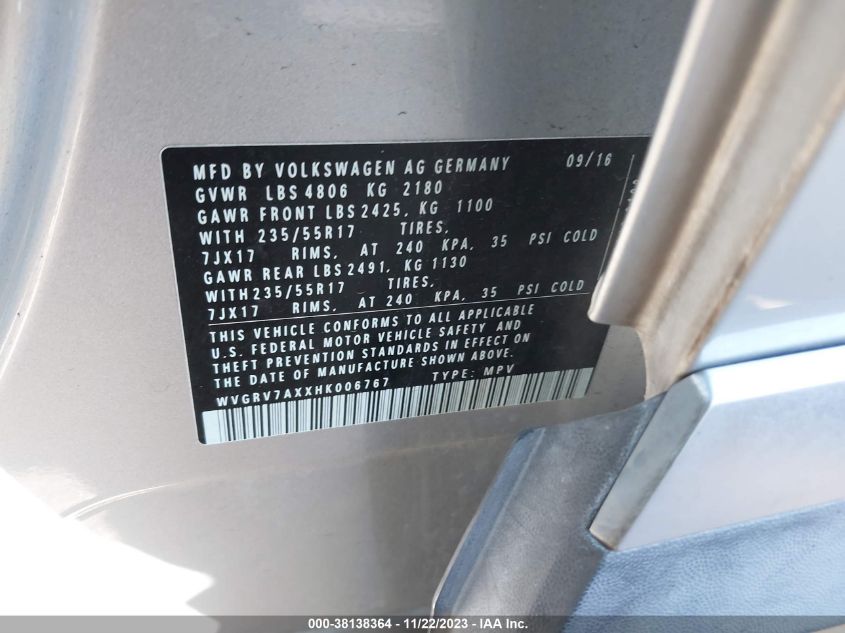 MFD BY VOLKSWAGEN AG GERMANY 09/16
GVWR LBS 4806 KG 2180
GAWR FRONT LBS 2425, KG 1100
WITH 235/55R17 TIRES,
7JX17 RIMS, AT 240 KPA, 35 PSI COLD
GAWR REAR LBS 2491, KG 1130
WITH 235/55R17 TIRES,
7JX17 RIMS, AT 240 KPA, 35 PSI COLD
THIS VEHICLE CONFORMS TO ALL APPLICABLE
U.S. FEDERAL MOTOR VEHICLE SAFETY AND
THEFT PREVENTION STANDARDS IN EFFECT ON
THE DATE OF MANUFACTURE SHOWN ABOVE.
WVGRV7AXXHK006767 TYPE: MPV
000-38138364 - 11/22/2023 - IAA Inc.